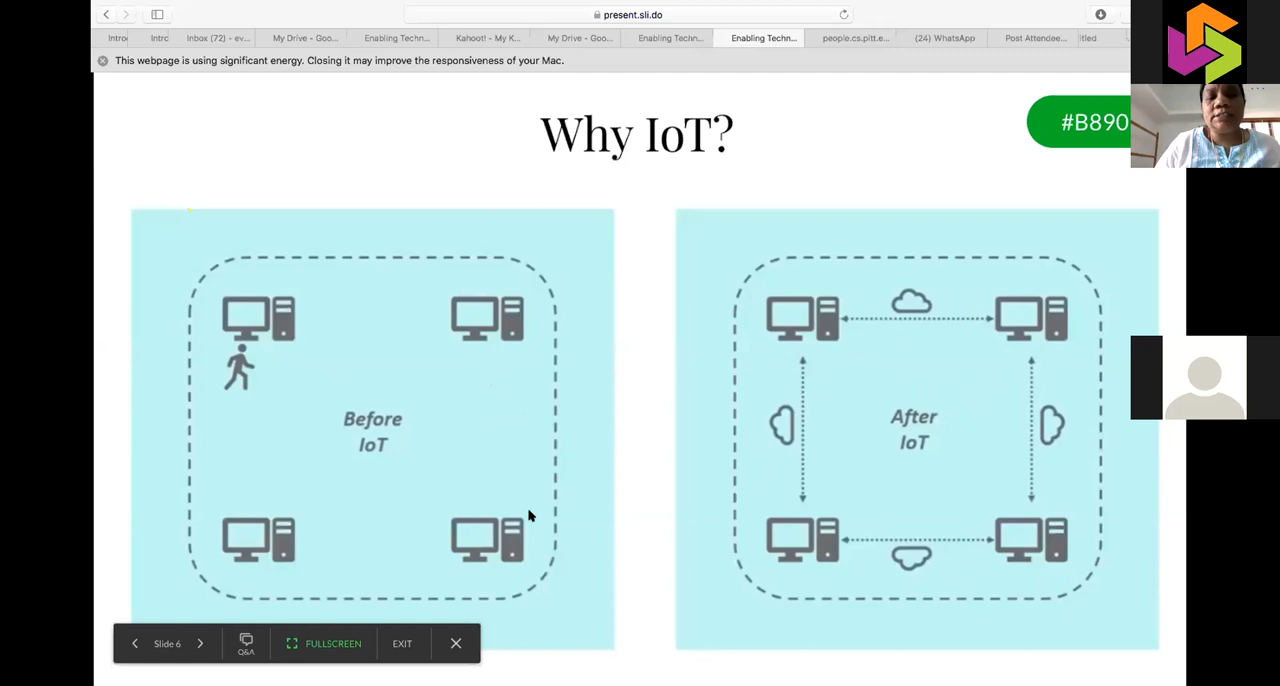 present.sli.do
Intro
Intro
Inbox (72) - ev...
My Drive - Goo...
Enabling Techn...
Kahoot! - My K...
My Drive - Goo...
Enabling Techn...
Enabling Techn...
people.cs.pitt.e...
(24) WhatsApp
Post Attendee...
itled
This webpage is using significant energy. Closing it may improve the responsiveness of your Mac.
Why IoT?
#B890
Before
IoT
After
IoT
Slide 6
Q&A
FULLSCREEN
EXIT